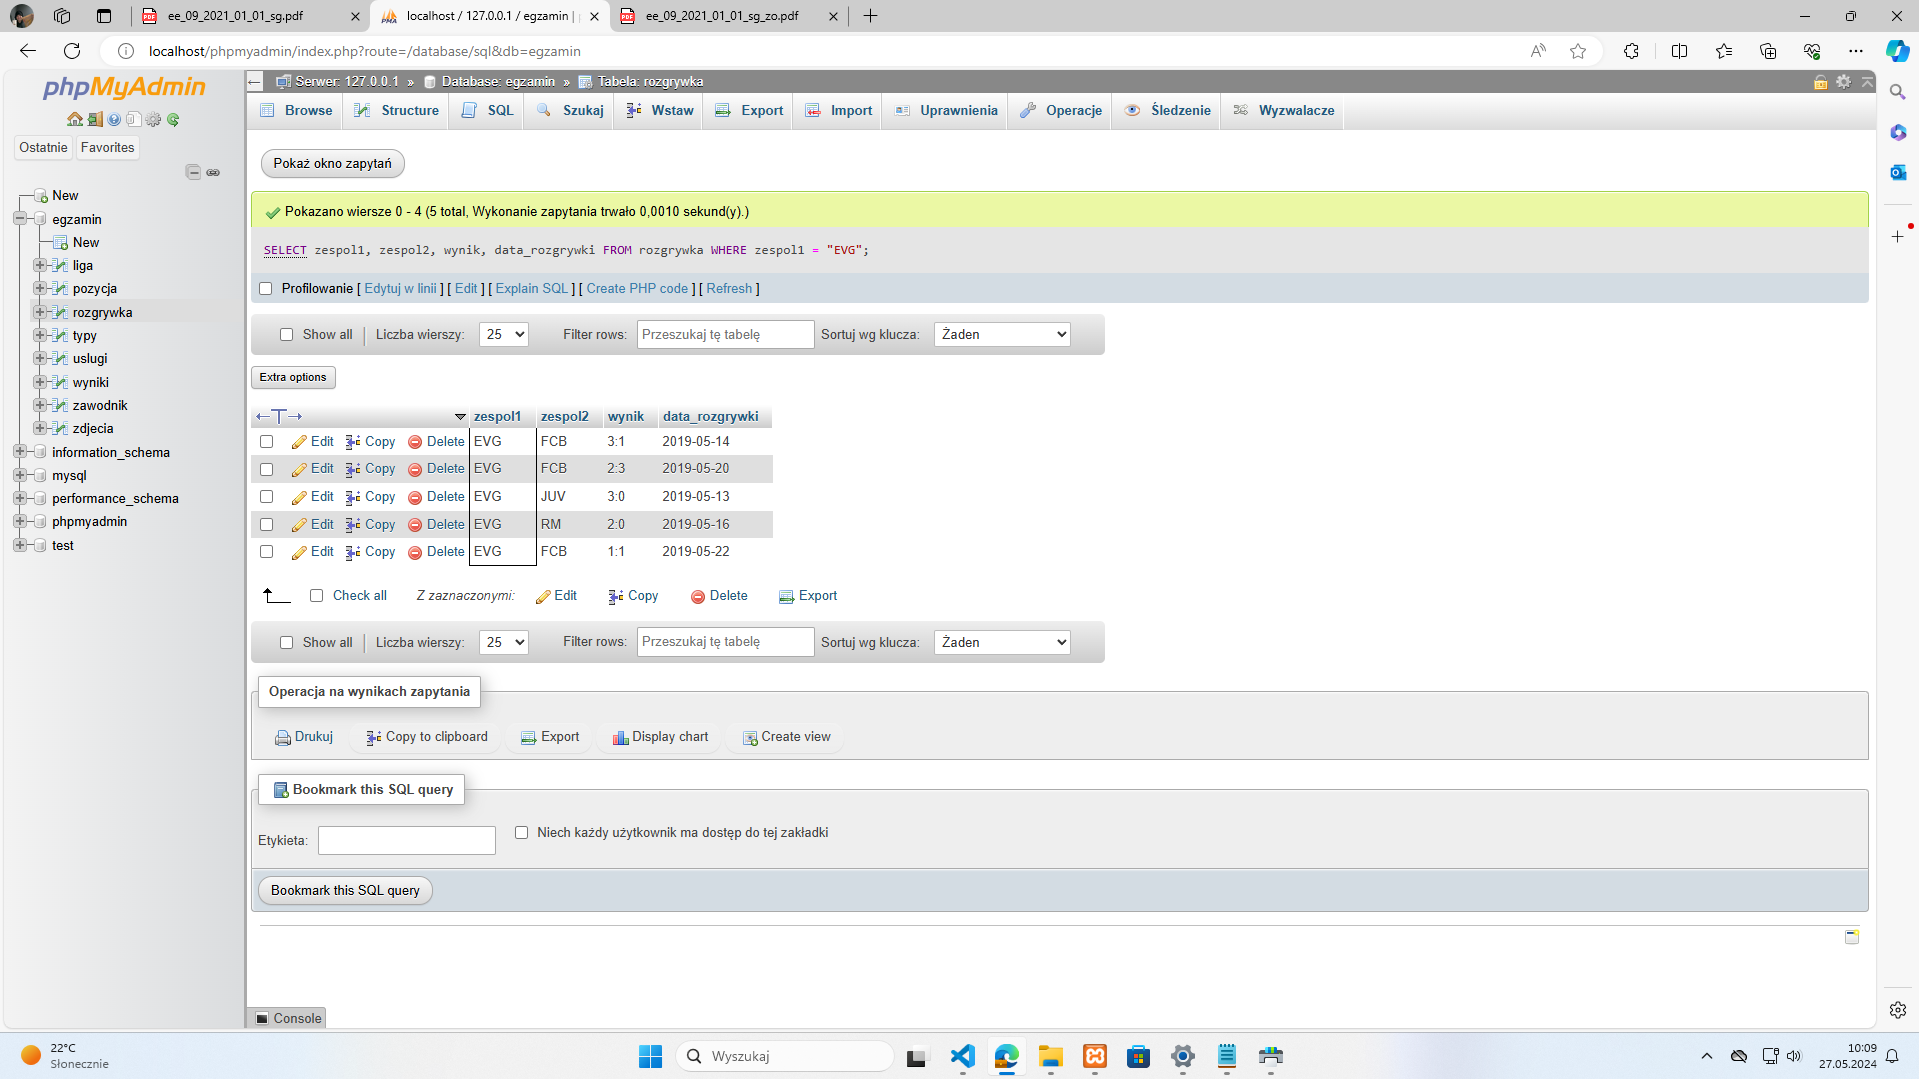 ee_09_2021_01_01_sg.pdf
localhost / 127.0.0.1 / egzamin |
ee_09_2021_01_01_sg_zo.pdf
localhost/phpmyadmin/index.php?route=/database/sql&db=egzamin
phpMyAdmin
Ostatnie Favorites
New
egzamin
New
liga
pozycja
rozgrywka
typy
uslugi
wyniki
zawodnik
zdjecia
information_schema
mysql
performance_schema
phpmyadmin
test
Serwer: 127.0.0.1 » Database: egzamin » Tabela: rozgrywka
Browse Structure SQL Szukaj Wstaw Export Import Uprawnienia Operacje Śledzenie Wyzwalacze
Pokaż okno zapytań
Pokazano wiersze 0 - 4 (5 total, Wykonanie zapytania trwało 0,0010 sekund(y).)
SELECT zespol1, zespol2, wynik, data_rozgrywki FROM rozgrywka WHERE zespol1 = "EVG";
Profilowanie [ Edytuj w linii ] [ Edit ] [ Explain SQL ] [ Create PHP code ] [ Refresh ]
Show all Liczba wierszy: 25 Filter rows: Przeszukaj tę tabelę Sortuj wg klucza: Żaden
Extra options
zespol1 zespol2 wynik data_rozgrywki
Edit Copy Delete EVG FCB 3:1 2019-05-14
Edit Copy Delete EVG FCB 2:3 2019-05-20
Edit Copy Delete EVG JUV 3:0 2019-05-13
Edit Copy Delete EVG RM 2:0 2019-05-16
Edit Copy Delete EVG FCB 1:1 2019-05-22
Check all Z zaznaczonymi: Edit Copy Delete Export
Show all Liczba wierszy: 25 Filter rows: Przeszukaj tę tabelę Sortuj wg klucza: Żaden
Operacja na wynikach zapytania
Drukuj Copy to clipboard Export Display chart Create view
Bookmark this SQL query
Etykieta: Niech każdy użytkownik ma dostęp do tej zakładki
Bookmark this SQL query
Console
22°C
Słonecznie
Wyszukaj
10:09
27.05.2024